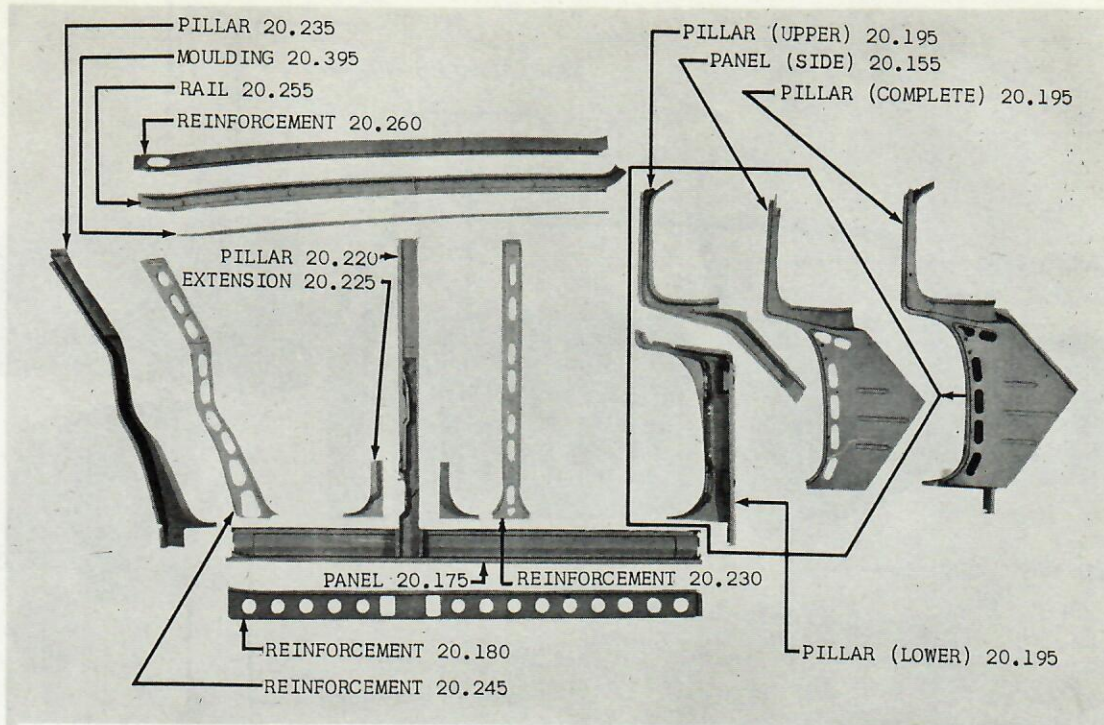 PILLAR 20.235
MOULDING 20.395
RAIL 20.255
REINFORCEMENT 20.260
PILLAR (UPPER) 20.195
PANEL (SIDE) 20.155
PILLAR (COMPLETE) 20.195
PILLAR 20.220
EXTENSION 20.225
PANEL 20.175
REINFORCEMENT 20.230
REINFORCEMENT 20.180
REINFORCEMENT 20.245
PILLAR (LOWER) 20.195